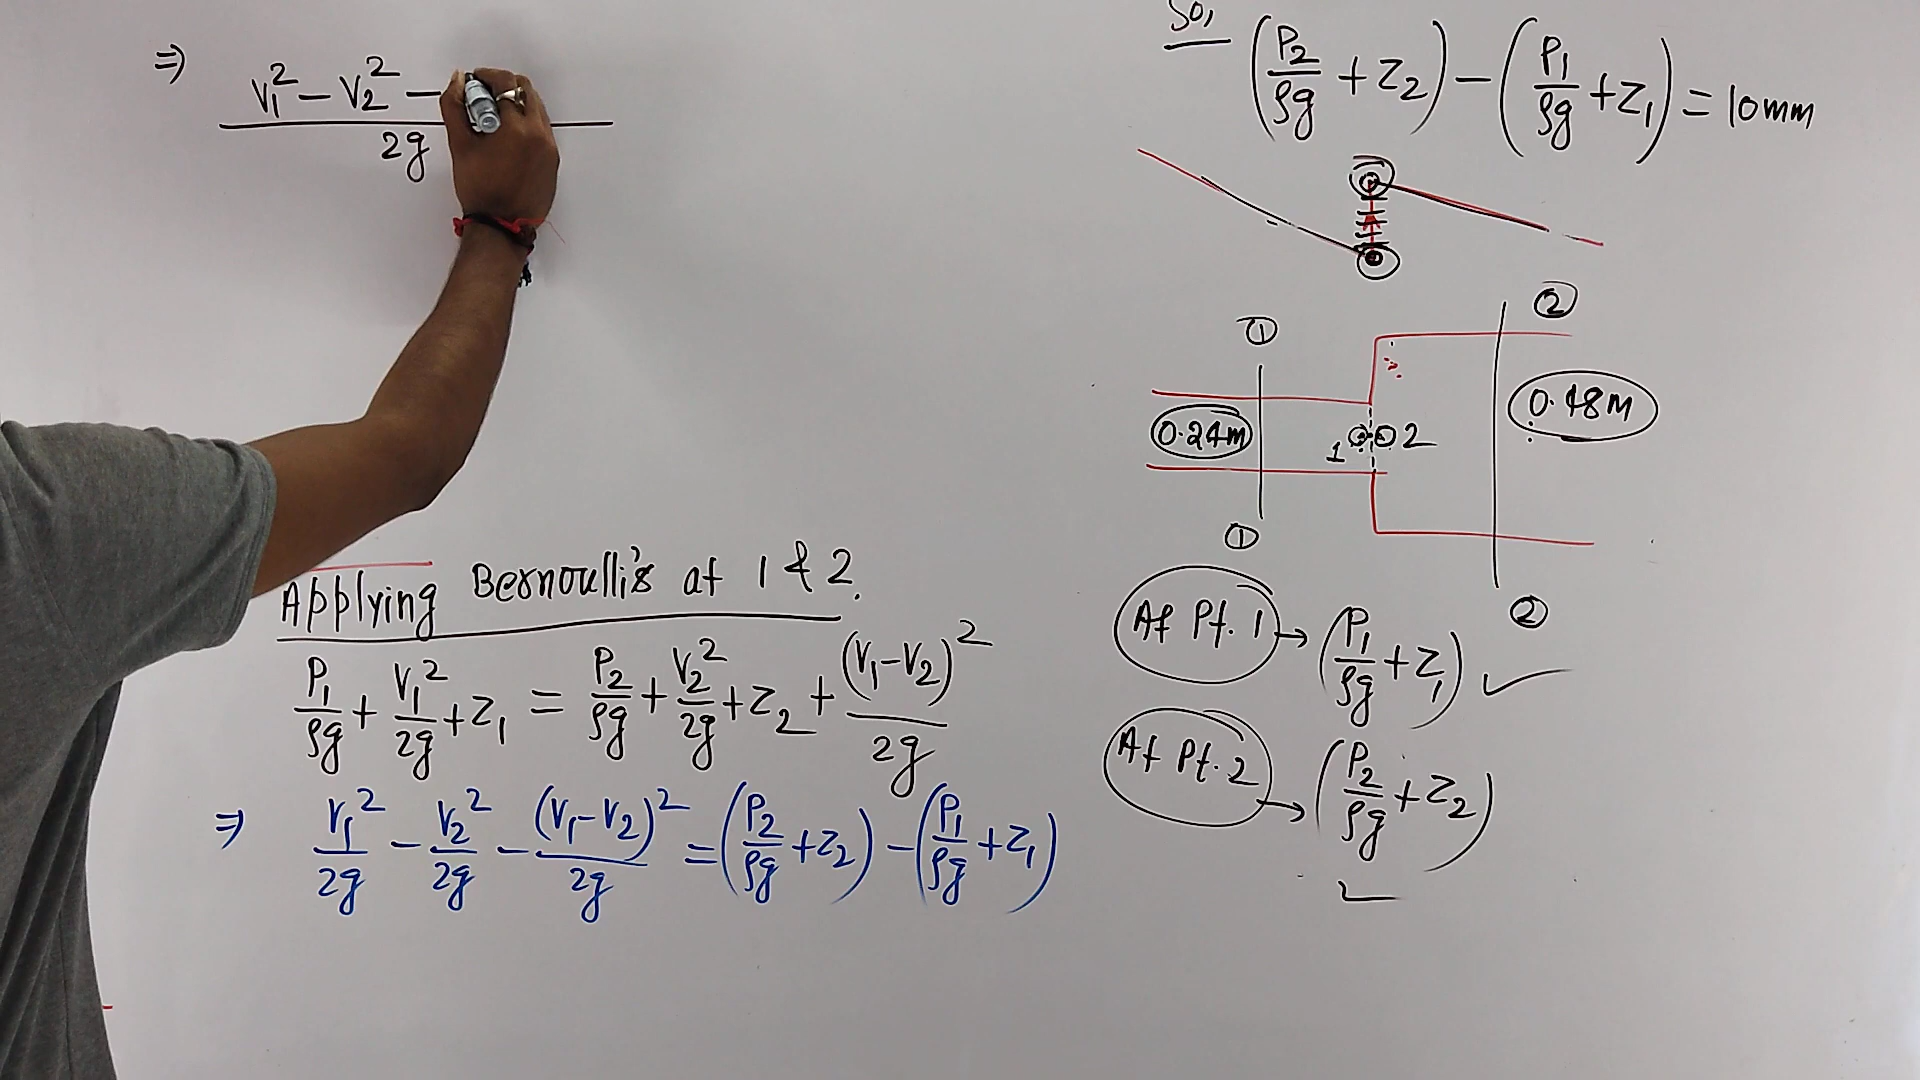 ⇒ (V₁² – V₂² –)/2g
Applying Bernoulli's at 1 & 2.
P₁/ρg + V₁²/2g + Z₁ = P₂/ρg + V₂²/2g + Z₂ + (V₁–V₂)²/2g
⇒ V₁²/2g – V₂²/2g – (V₁–V₂)²/2g = (P₂/ρg + Z₂) – (P₁/ρg + Z₁)
So, (P₂/ρg + Z₂) – (P₁/ρg + Z₁) = 10mm
① ②
0.24m 1 2 0.48m
① ②
At Pt. 1 → (P₁/ρg + Z₁) ✓
At Pt. 2 → (P₂/ρg + Z₂)